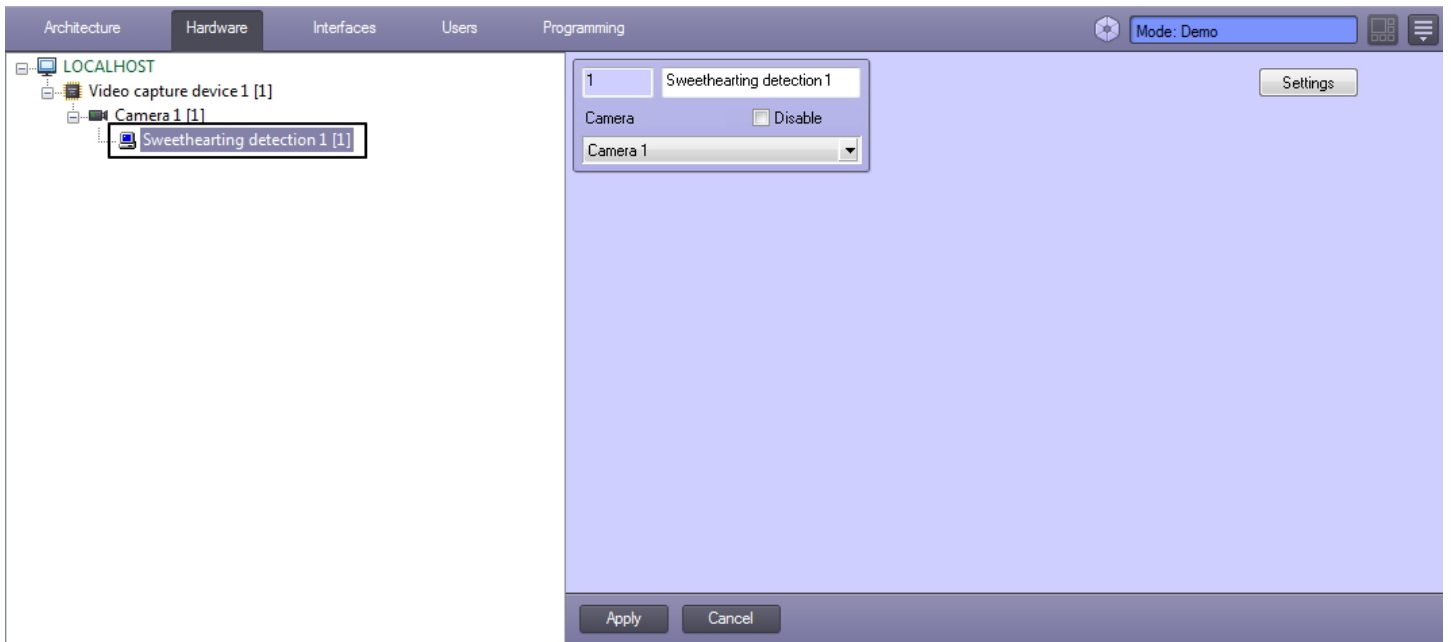 Architecture Hardware Interfaces Users Programming Mode: Demo
LOCALHOST
Video capture device 1 [1]
Camera 1 [1]
Sweethearting detection 1 [1]
1 Sweethearting detection 1
Camera Disable
Camera 1
Settings
Apply Cancel